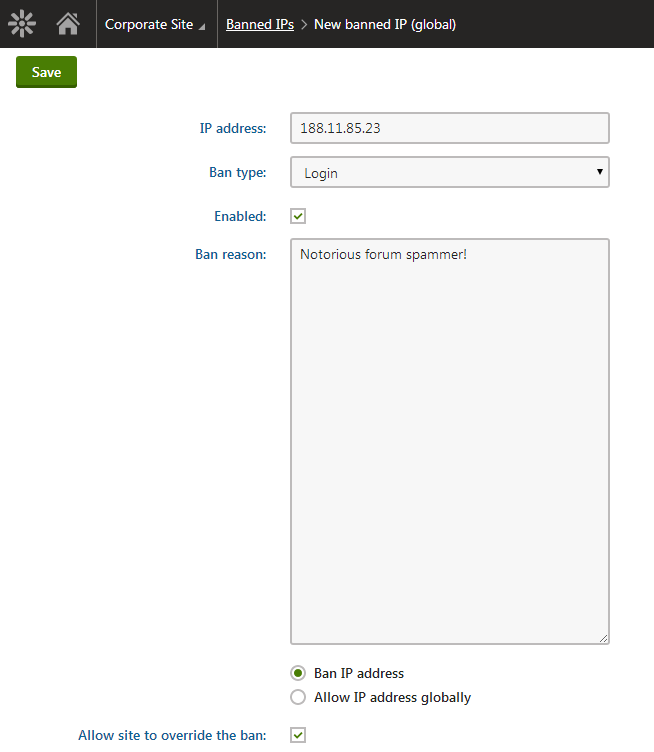 Corporate Site Banned IPs > New banned IP (global)
Save
IP address: 188.11.85.23
Ban type: Login
Enabled:
Ban reason: Notorious forum spammer!
Ban IP address
Allow IP address globally
Allow site to override the ban: